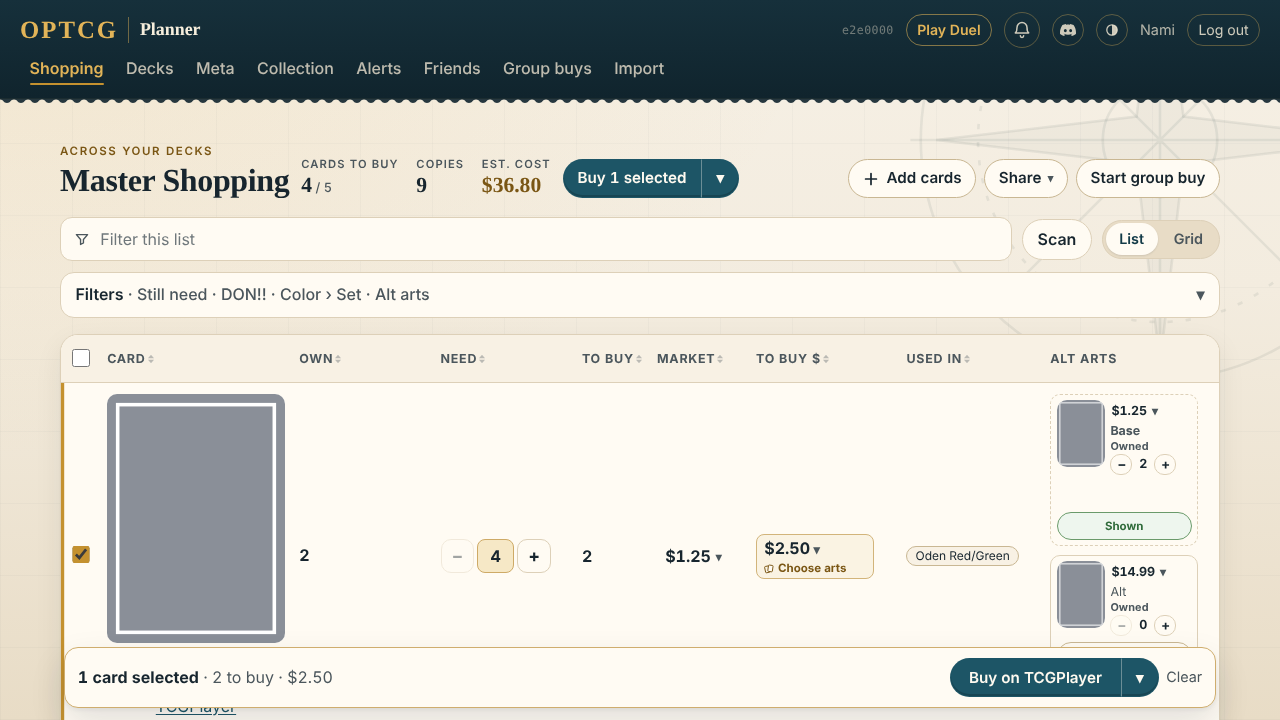 OPTCG Planner
e2e0000 Play Duel Nami Log out
Shopping Decks Meta Collection Alerts Friends Group buys Import
ACROSS YOUR DECKS
Master Shopping
CARDS TO BUY
4 / 5
COPIES
9
EST. COST
$36.80
Buy 1 selected ▼
+ Add cards
Share ▾
Start group buy
Filter this list
Scan
List Grid
Filters · Still need · DON!! · Color › Set · Alt arts ▼
CARD OWN NEED TO BUY MARKET TO BUY $ USED IN ALT ARTS
2
− 4 +
2
$1.25 ▼
$2.50 ▼
Choose arts
Oden Red/Green
$1.25 ▼
Base
Owned
− 2 +
Shown
$14.99 ▼
Alt
Owned
− 0 +
1 card selected · 2 to buy · $2.50
Buy on TCGPlayer ▼
Clear
TCGPlayer